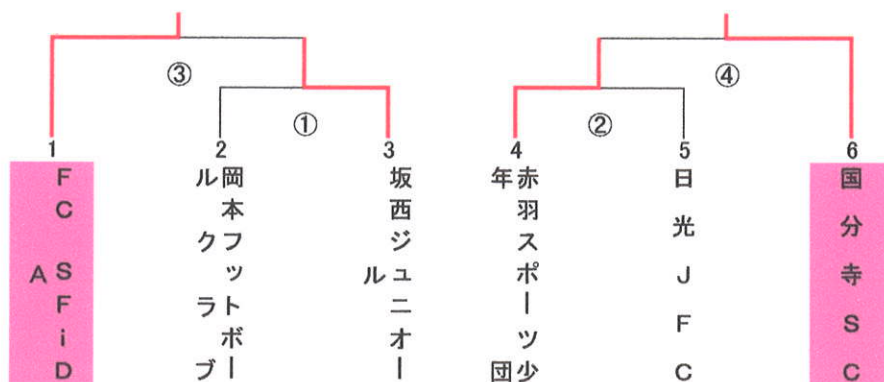 ③
④
①
②
1
2
3
4
5
6
FC SFiD
A
岡本フットボー
ルクラブ
坂西ジュニオー
ル
赤羽スポーツ少
年団
日光JFC
国分寺SC